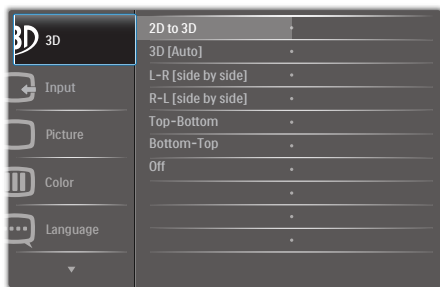 3D 3D
Input
Picture
Color
Language
2D to 3D
3D [Auto]
L-R [side by side]
R-L [side by side]
Top-Bottom
Bottom-Top
Off